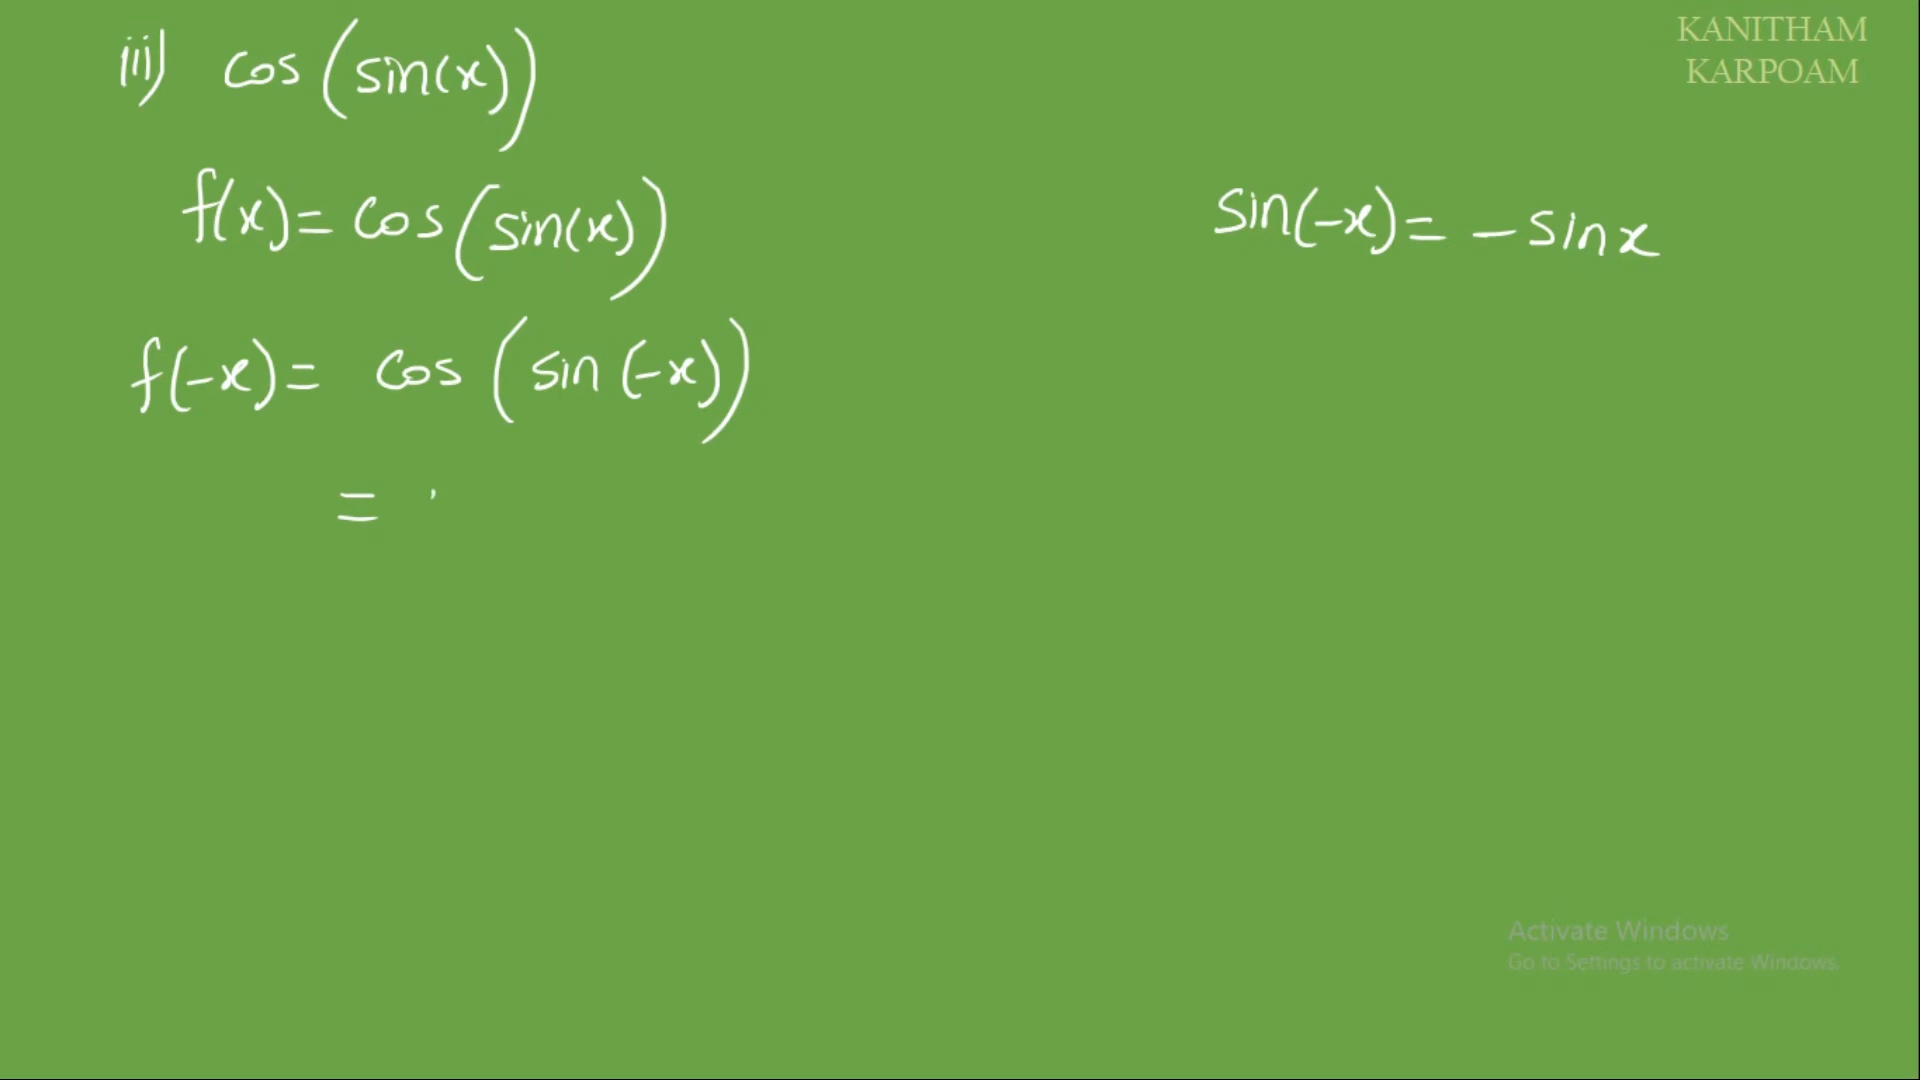 iii) cos(sin(x))
f(x) = cos(sin(x))
f(-x) = cos(sin(-x))
=
sin(-x) = - sin x
KANITHAM
KARPOAM
Activate Windows
Go to Settings to activate Windows.